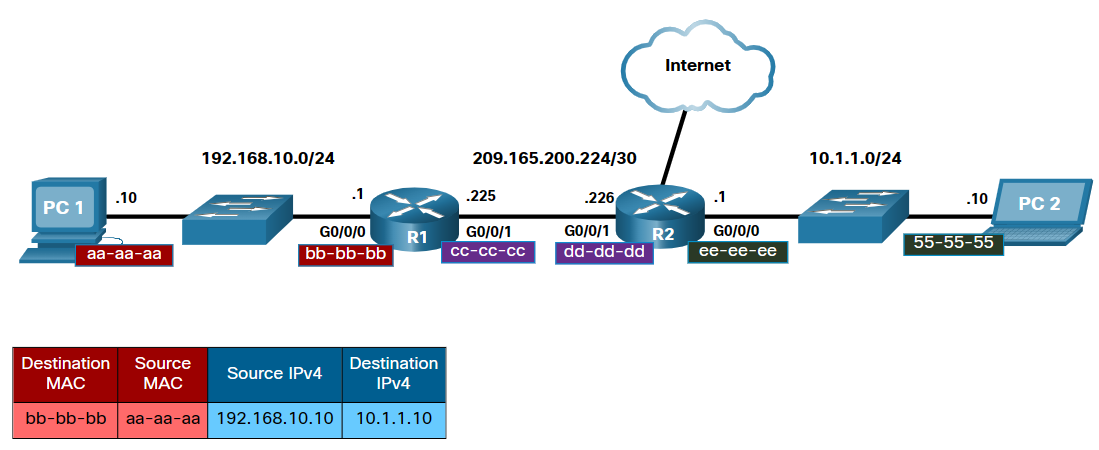 Internet
192.168.10.0/24
209.165.200.224/30
10.1.1.0/24
PC 1
.10
.1
R1
.225
.226
R2
.1
.10
PC 2
G0/0/0
G0/0/1
G0/0/1
G0/0/0
aa-aa-aa
bb-bb-bb
cc-cc-cc
dd-dd-dd
ee-ee-ee
55-55-55
Destination MAC
Source MAC
Source IPv4
Destination IPv4
bb-bb-bb
aa-aa-aa
192.168.10.10
10.1.1.10